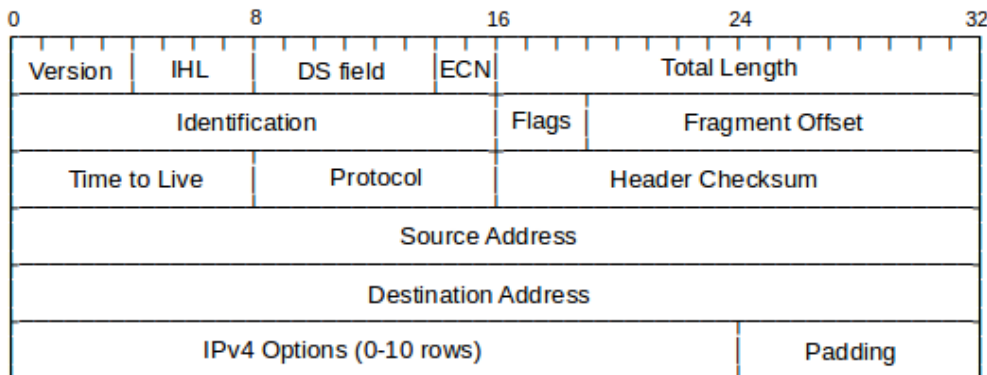 0 8 16 24 32
Version IHL DS field ECN Total Length
Identification Flags Fragment Offset
Time to Live Protocol Header Checksum
Source Address
Destination Address
IPv4 Options (0-10 rows) Padding